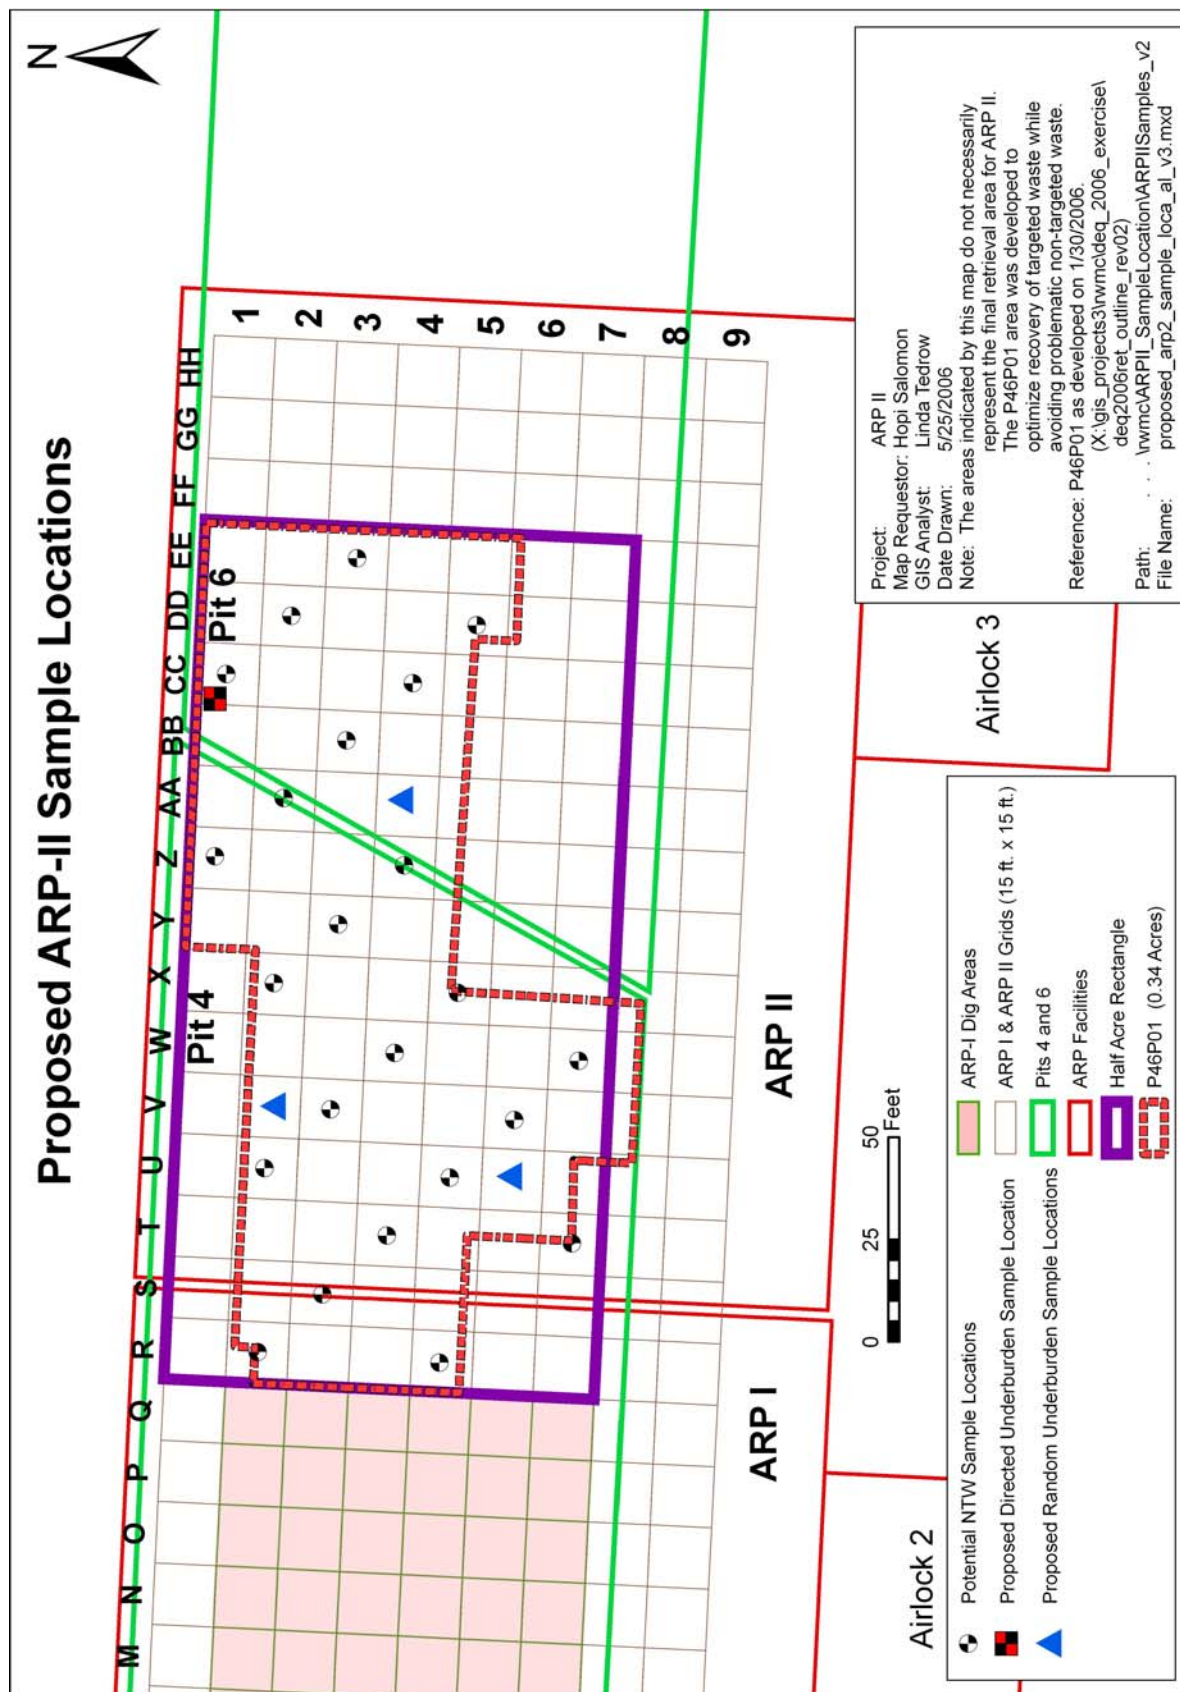 Proposed ARP-II Sample Locations
N
M N O P Q R S T U V W X Y Z AA BB CC DD EE FF GG HH
1
2
3
4
5
6
7
8
9
Pit 4
Pit 6
ARP I
ARP II
Airlock 2
Airlock 3
0 25 50
Feet
Potential NTW Sample Locations
Proposed Directed Underburden Sample Location
Proposed Random Underburden Sample Locations
ARP-I Dig Areas
ARP I & ARP II Grids (15 ft. x 15 ft.)
Pits 4 and 6
ARP Facilities
Half Acre Rectangle
P46P01 (0.34 Acres)
Project: ARP II
Map Requestor: Hopi Salomon
GIS Analyst: Linda Tedrow
Date Drawn: 5/25/2006
Note: The areas indicated by this map do not necessarily
represent the final retrieval area for ARP II.
The P46P01 area was developed to
optimize recovery of targeted waste while
avoiding problematic non-targeted waste.
Reference: P46P01 as developed on 1/30/2006.
(X:\gis_projects3\rwmc\deq_2006_exercise\
deq2006ret_outline_rev02)
Path: . . . \rwmc\ARPII_SampleLocation\ARPIISamples_v2
File Name: proposed_arp2_sample_loca_al_v3.mxd